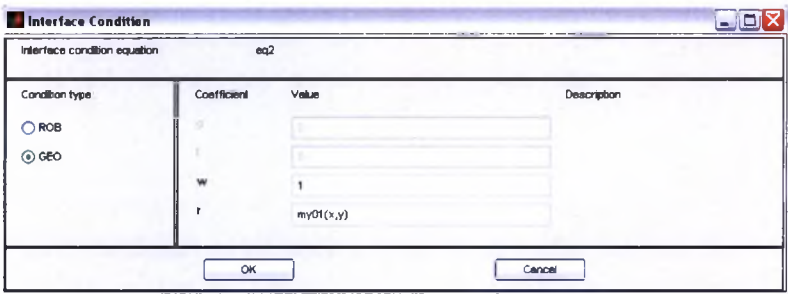 Interface Condition
Interface condition equation eq2
Condition type Coefficient Value Description
ROB
GEO
w 1
r my01(x,y)
OK Cancel